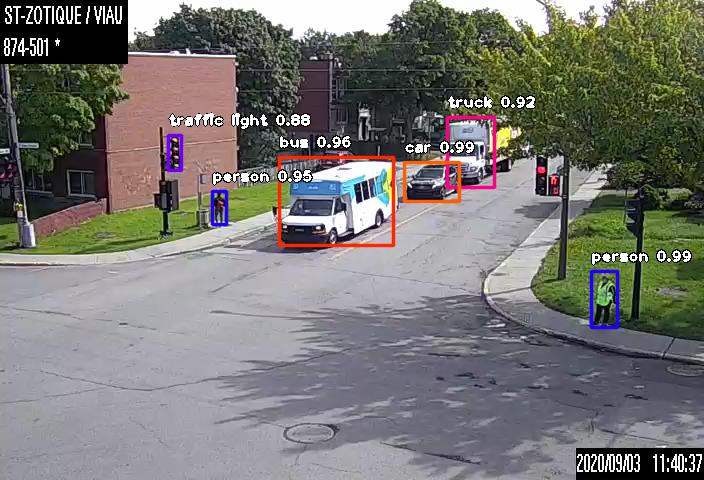 ST-ZOTIQUE / VIAU
874-501 *
truck 0.92
traffic light 0.88
bus 0.96
car 0.99
person 0.95
person 0.99
2020/09/03 11:40:37